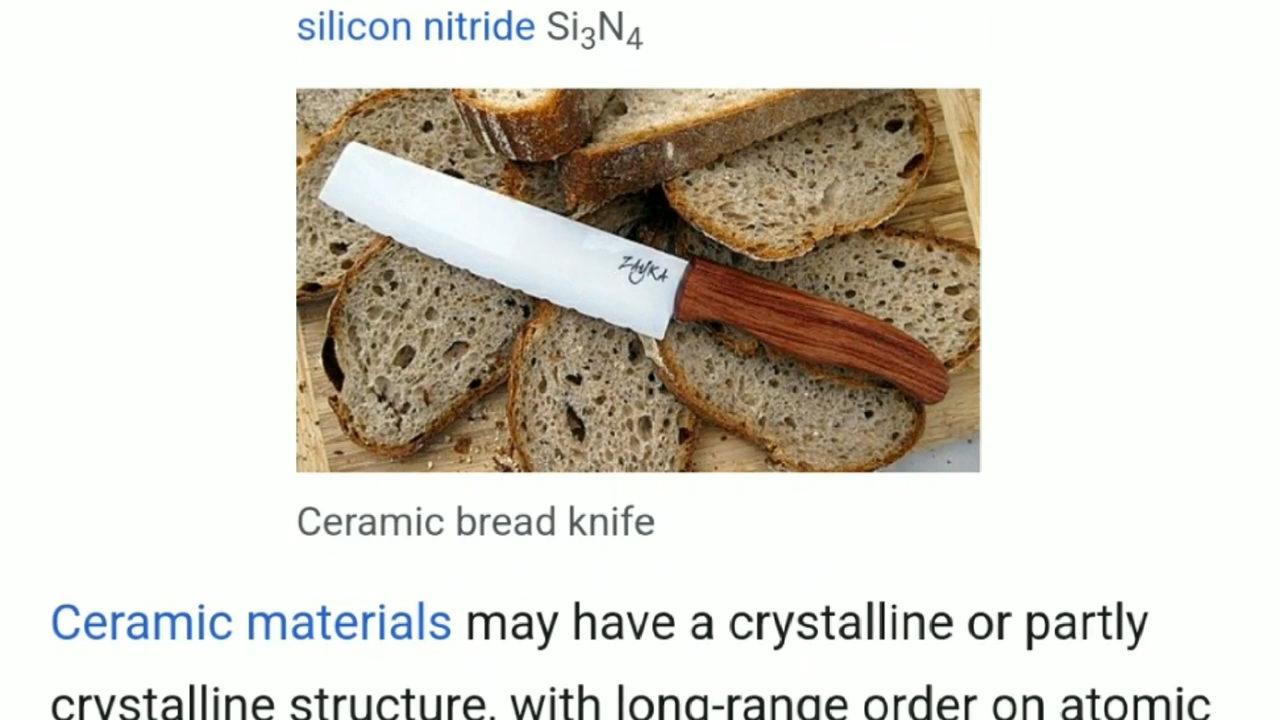 silicon nitride Si₃N₄
ZAYKA
Ceramic bread knife
Ceramic materials may have a crystalline or partly
crystalline structure, with long-range order on atomic